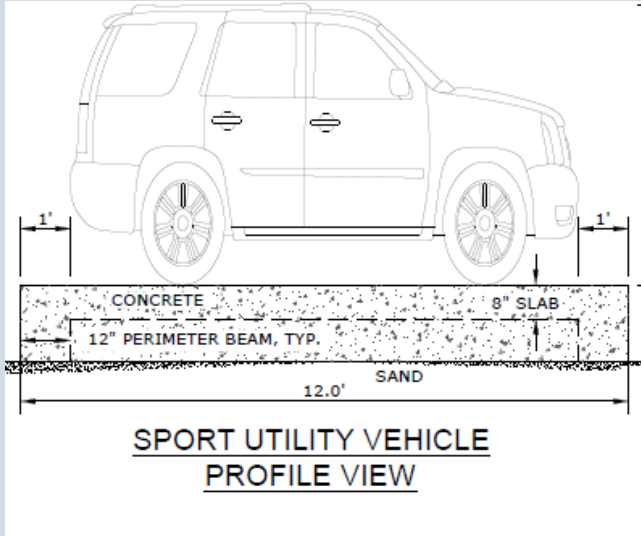 1'
1'
CONCRETE
8" SLAB
12" PERIMETER BEAM, TYP.
SAND
12.0'
SPORT UTILITY VEHICLE
PROFILE VIEW